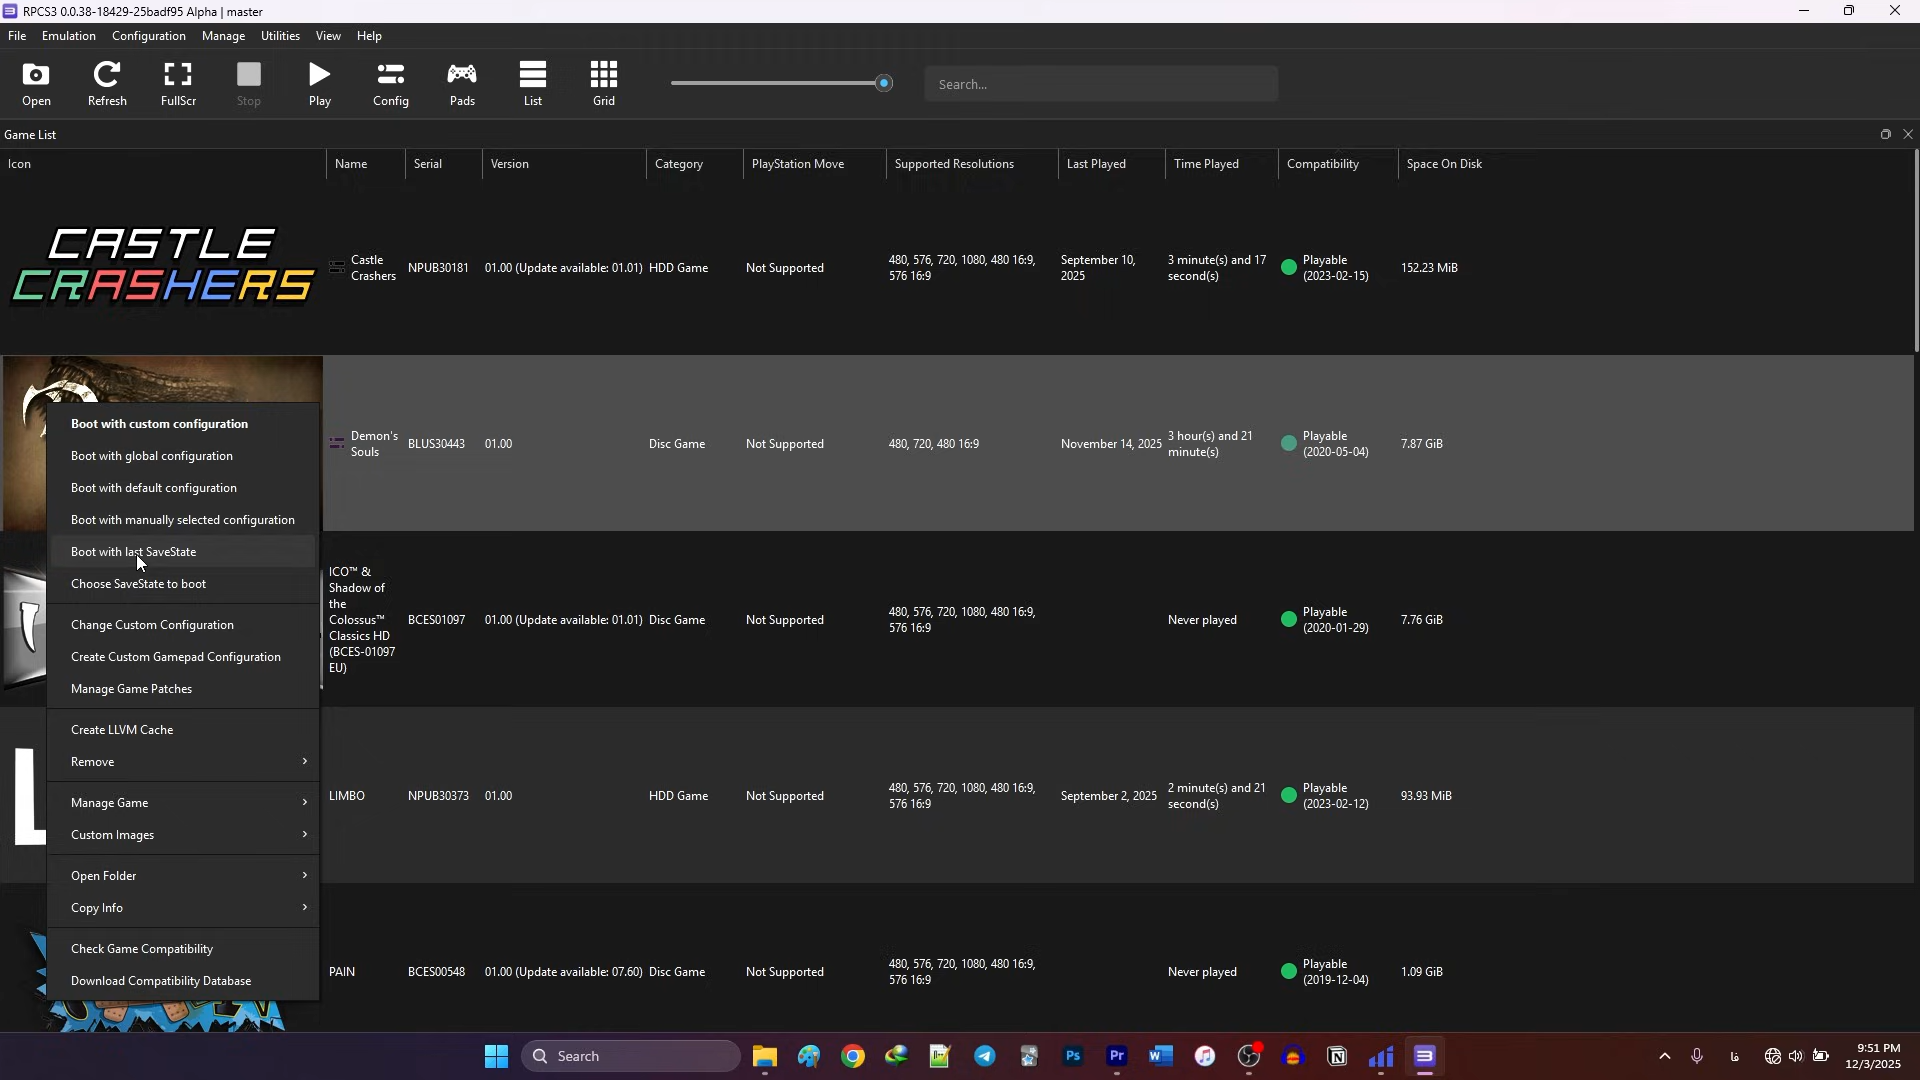 RPCS3 0.0.38-18429-25badf95 Alpha | master
File Emulation Configuration Manage Utilities View Help
Open Refresh FullScr Stop Play Config Pads List Grid Search...
Game List
Icon Name Serial Version Category PlayStation Move Supported Resolutions Last Played Time Played Compatibility Space On Disk
CASTLE
CRASHERS
Castle
Crashers
NPUB30181
01.00 (Update available: 01.01)
HDD Game
Not Supported
480, 576, 720, 1080, 480 16:9,
576 16:9
September 10,
2025
3 minute(s) and 17
second(s)
Playable
(2023-02-15)
152.23 MiB
Demon's
Souls
BLUS30443
01.00
Disc Game
Not Supported
480, 720, 480 16:9
November 14, 2025
3 hour(s) and 21
minute(s)
Playable
(2020-05-04)
7.87 GiB
ICO™ &
Shadow of
the
Colossus™
Classics HD
(BCES-01097
EU)
BCES01097
01.00 (Update available: 01.01)
Disc Game
Not Supported
480, 576, 720, 1080, 480 16:9,
576 16:9
Never played
Playable
(2020-01-29)
7.76 GiB
LIMBO
NPUB30373
01.00
HDD Game
Not Supported
480, 576, 720, 1080, 480 16:9,
576 16:9
September 2, 2025
2 minute(s) and 21
second(s)
Playable
(2023-02-12)
93.93 MiB
PAIN
BCES00548
01.00 (Update available: 07.60)
Disc Game
Not Supported
480, 576, 720, 1080, 480 16:9,
576 16:9
Never played
Playable
(2019-12-04)
1.09 GiB
Boot with custom configuration
Boot with global configuration
Boot with default configuration
Boot with manually selected configuration
Boot with last SaveState
Choose SaveState to boot
Change Custom Configuration
Create Custom Gamepad Configuration
Manage Game Patches
Create LLVM Cache
Remove
Manage Game
Custom Images
Open Folder
Copy Info
Check Game Compatibility
Download Compatibility Database
Search
Ps
Pr
فا
9:51 PM
12/3/2025